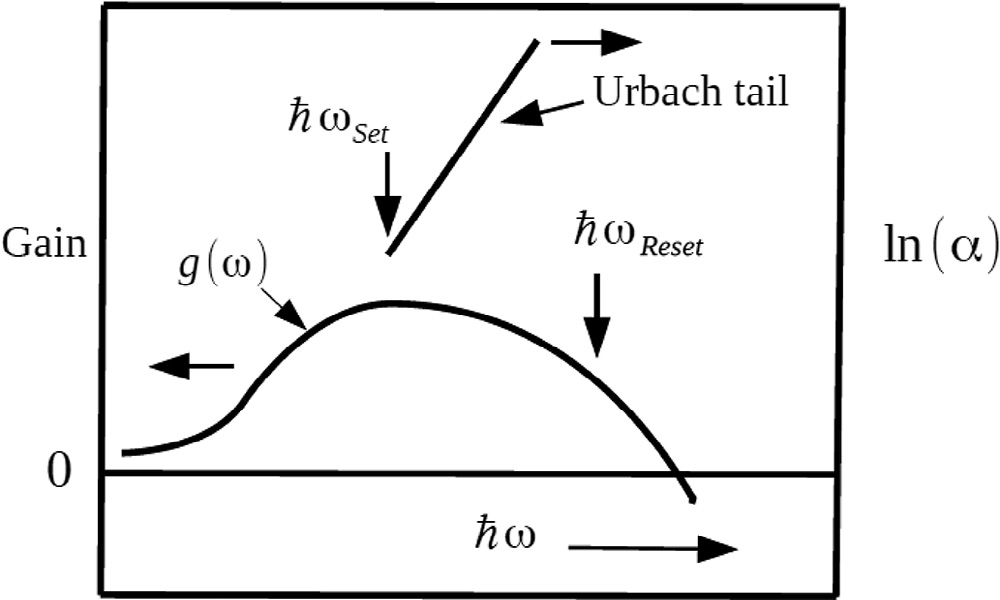 Urbach tail
ħω_Set
ħω_Reset
Gain
ln(α)
g(ω)
0
ħω